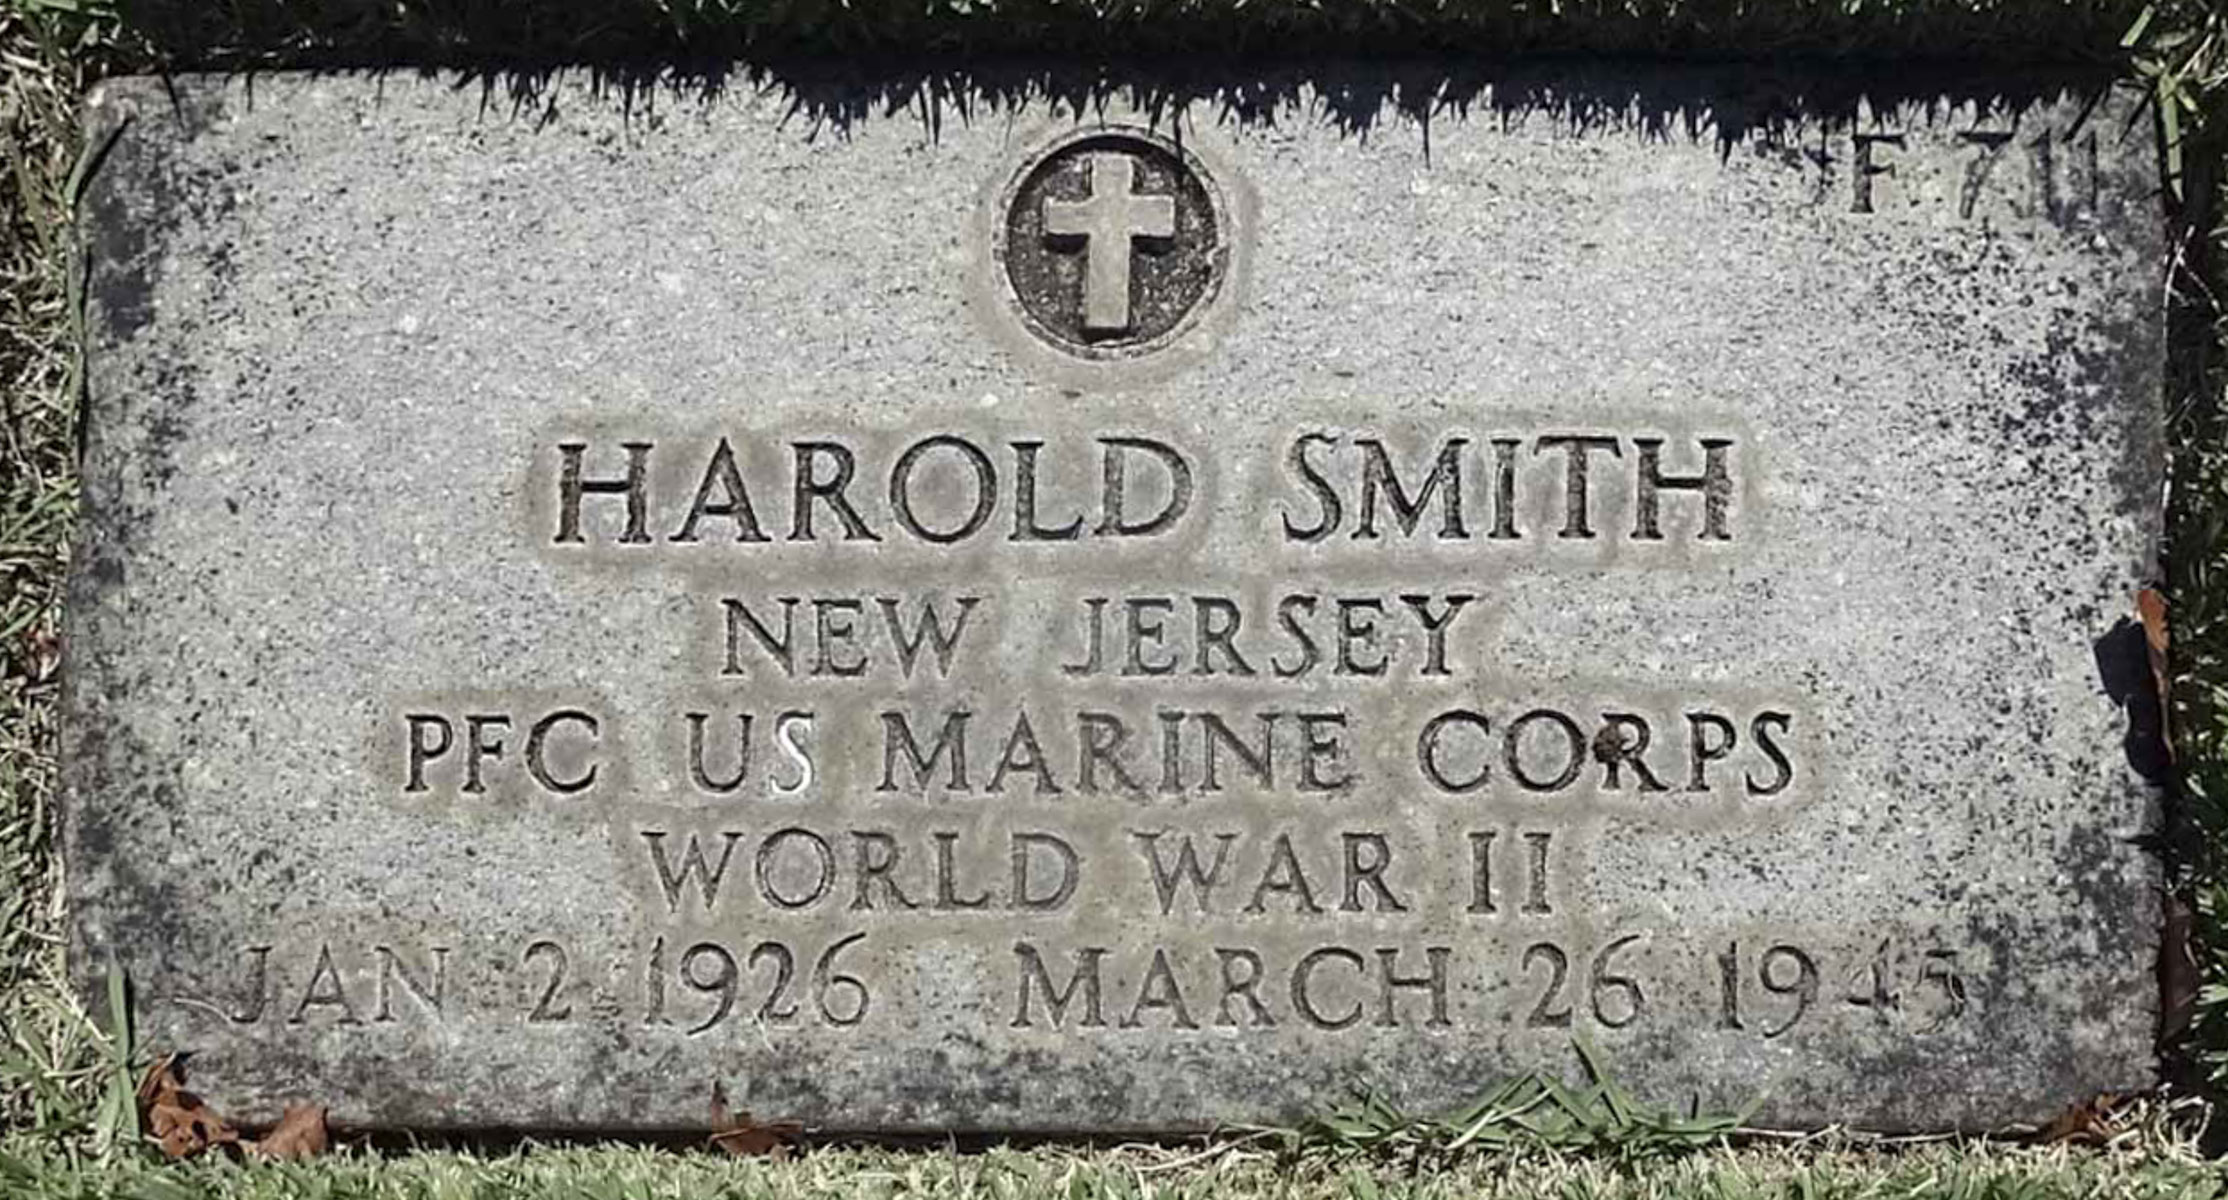 F 711
HAROLD SMITH
NEW JERSEY
PFC US MARINE CORPS
WORLD WAR II
JAN 2 1926 MARCH 26 1945